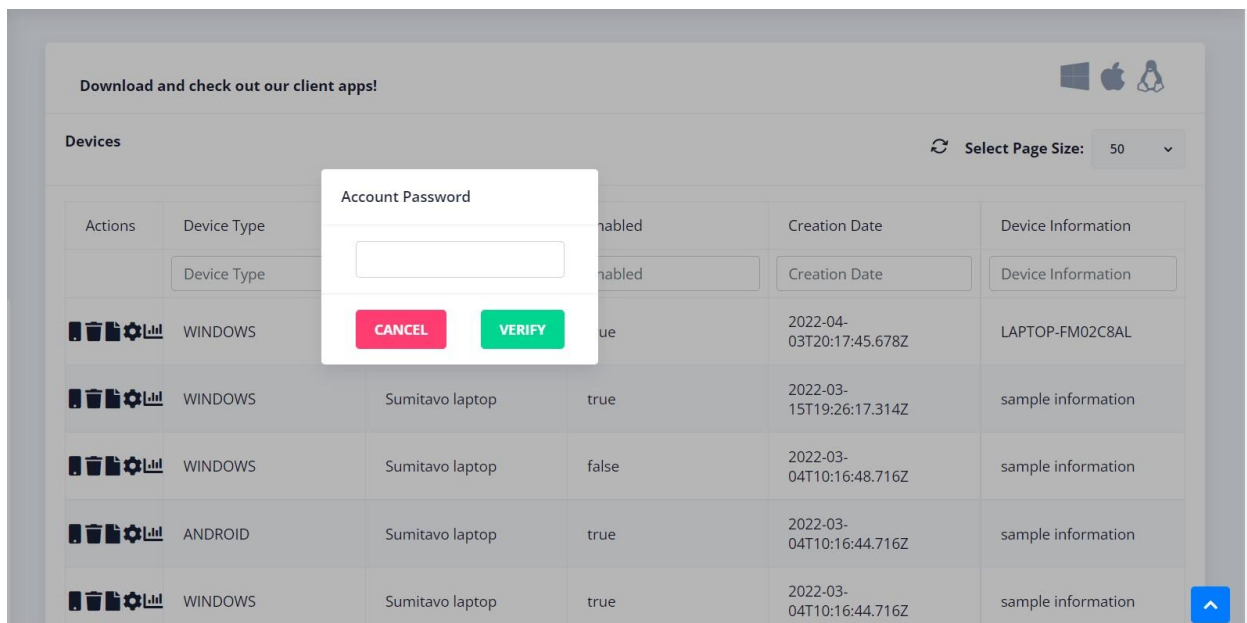 Download and check out our client apps!
Devices
Select Page Size: 50
Account Password
Actions Device Type nabled Creation Date Device Information
Device Type nabled Creation Date Device Information
CANCEL VERIFY
WINDOWS ue 2022-04-
03T20:17:45.678Z LAPTOP-FM02C8AL
WINDOWS Sumitavo laptop true 2022-03-
15T19:26:17.314Z sample information
WINDOWS Sumitavo laptop false 2022-03-
04T10:16:48.716Z sample information
ANDROID Sumitavo laptop true 2022-03-
04T10:16:44.716Z sample information
WINDOWS Sumitavo laptop true 2022-03-
04T10:16:44.716Z sample information